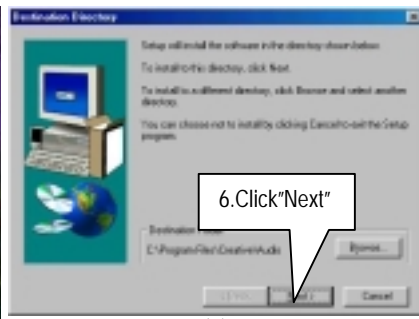 Destination Directory
Setup will install the software in the directory shown below.
To install to this directory, click Next.
To install to a different directory, click Browse and select another
directory.
You can choose not to install by clicking Cancel to exit the Setup
program.
6.Click"Next"
Destination
C:\Program Files\Creative\Audio
Browse...
Cancel